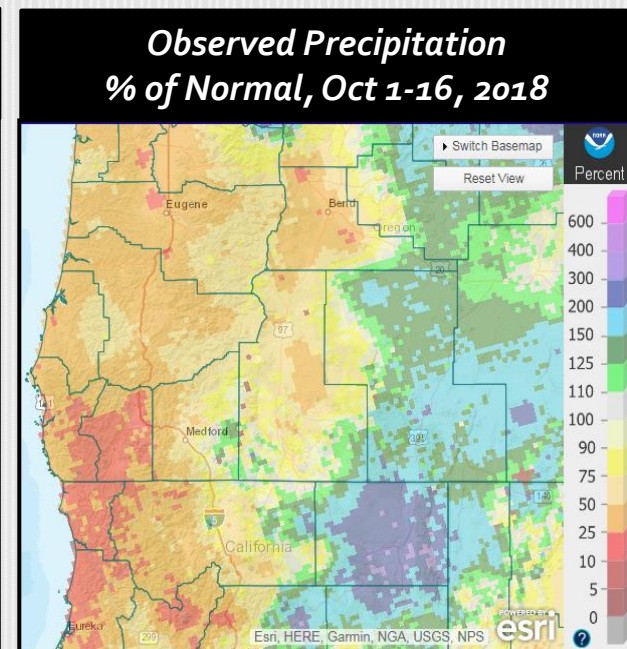 Observed Precipitation
% of Normal, Oct 1-16, 2018
Switch Basemap
Reset View
NOAA
Percent
600
400
300
200
150
125
110
100
90
75
50
25
10
5
0
Eugene
Bend
Oregon
20
97
Medford
395
140
5
California
Eureka
299
Esri, HERE, Garmin, NGA, USGS, NPS
POWERED BY
esri
?